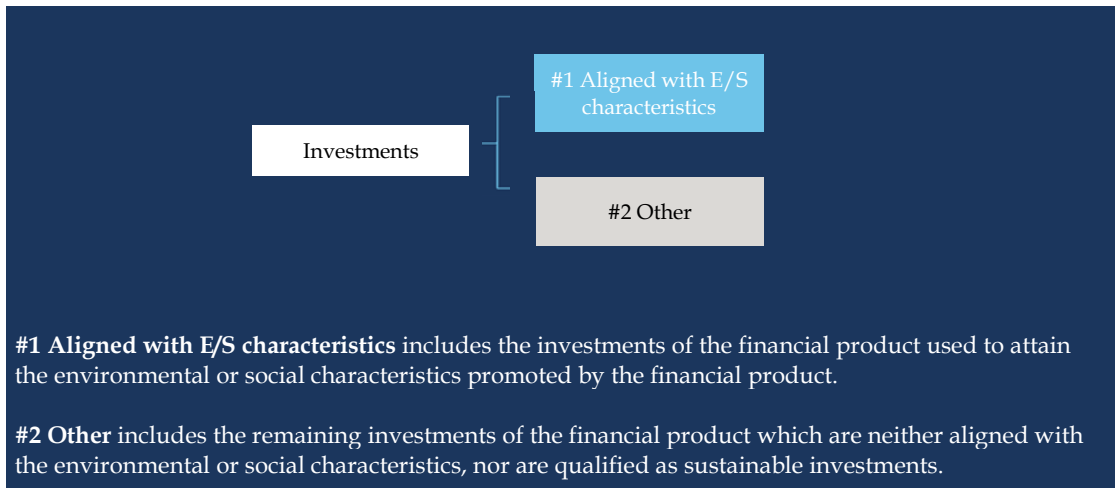 #1 Aligned with E/S
characteristics
Investments
#2 Other
#1 Aligned with E/S characteristics includes the investments of the financial product used to attain
the environmental or social characteristics promoted by the financial product.
#2 Other includes the remaining investments of the financial product which are neither aligned with
the environmental or social characteristics, nor are qualified as sustainable investments.